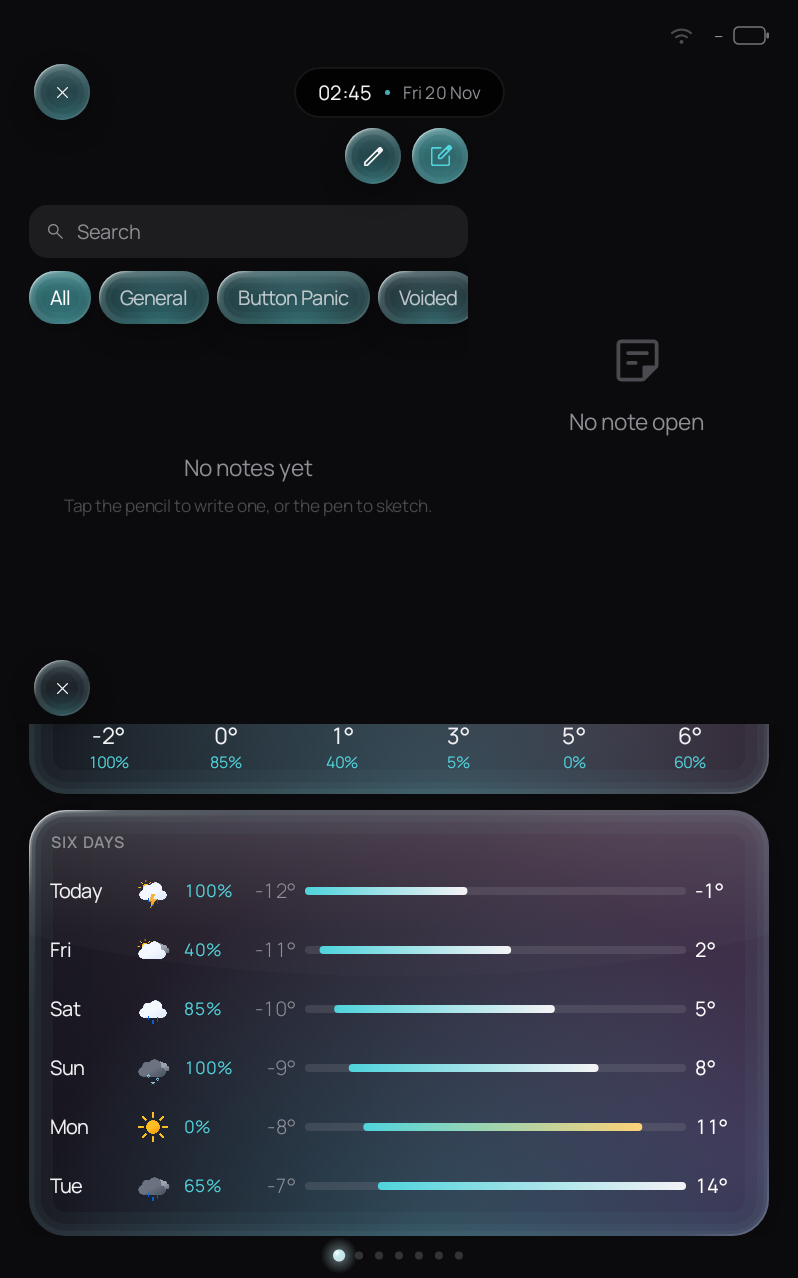 –
02:45 • Fri 20 Nov
Search
All General Button Panic Voided
No note open
No notes yet
Tap the pencil to write one, or the pen to sketch.
-2° 0° 1° 3° 5° 6°
100% 85% 40% 5% 0% 60%
SIX DAYS
Today 100% -12° -1°
Fri 40% -11° 2°
Sat 85% -10° 5°
Sun 100% -9° 8°
Mon 0% -8° 11°
Tue 65% -7° 14°